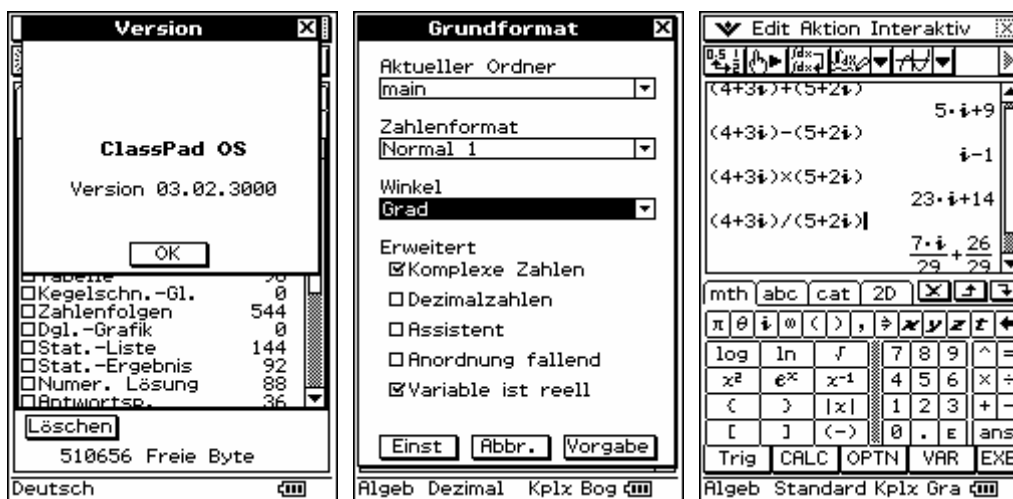 Version
ClassPad OS
Version 03.02.3000
OK
Tabelle
Kegelschn.-Gl. 0
Zahlenfolgen 544
Dgl.-Grafik 0
Stat.-Liste 144
Stat.-Ergebnis 92
Numer. Lösung 88
Antwortsp. 36
Löschen
510656 Freie Byte
Deutsch
Grundformat
Aktueller Ordner
main
Zahlenformat
Normal 1
Winkel
Grad
Erweitert
Komplexe Zahlen
Dezimalzahlen
Assistent
Anordnung fallend
Variable ist reell
Einst Abbr. Vorgabe
Algeb Dezimal Kplx Bog
Edit Aktion Interaktiv
(4+3i)+(5+2i)
5·i+9
(4+3i)-(5+2i)
i-1
(4+3i)×(5+2i)
23·i+14
(4+3i)/(5+2i)
7·i/29 + 26/29
mth abc cat 2D
π θ i ∞ ( ) , ⇒ x y z t
log ln √ 7 8 9 ^ =
x² eˣ x⁻¹ 4 5 6 × ÷
{ } |x| 1 2 3 + -
[ ] (-) 0 . E ans
Trig CALC OPTN VAR EXE
Algeb Standard Kplx Gra